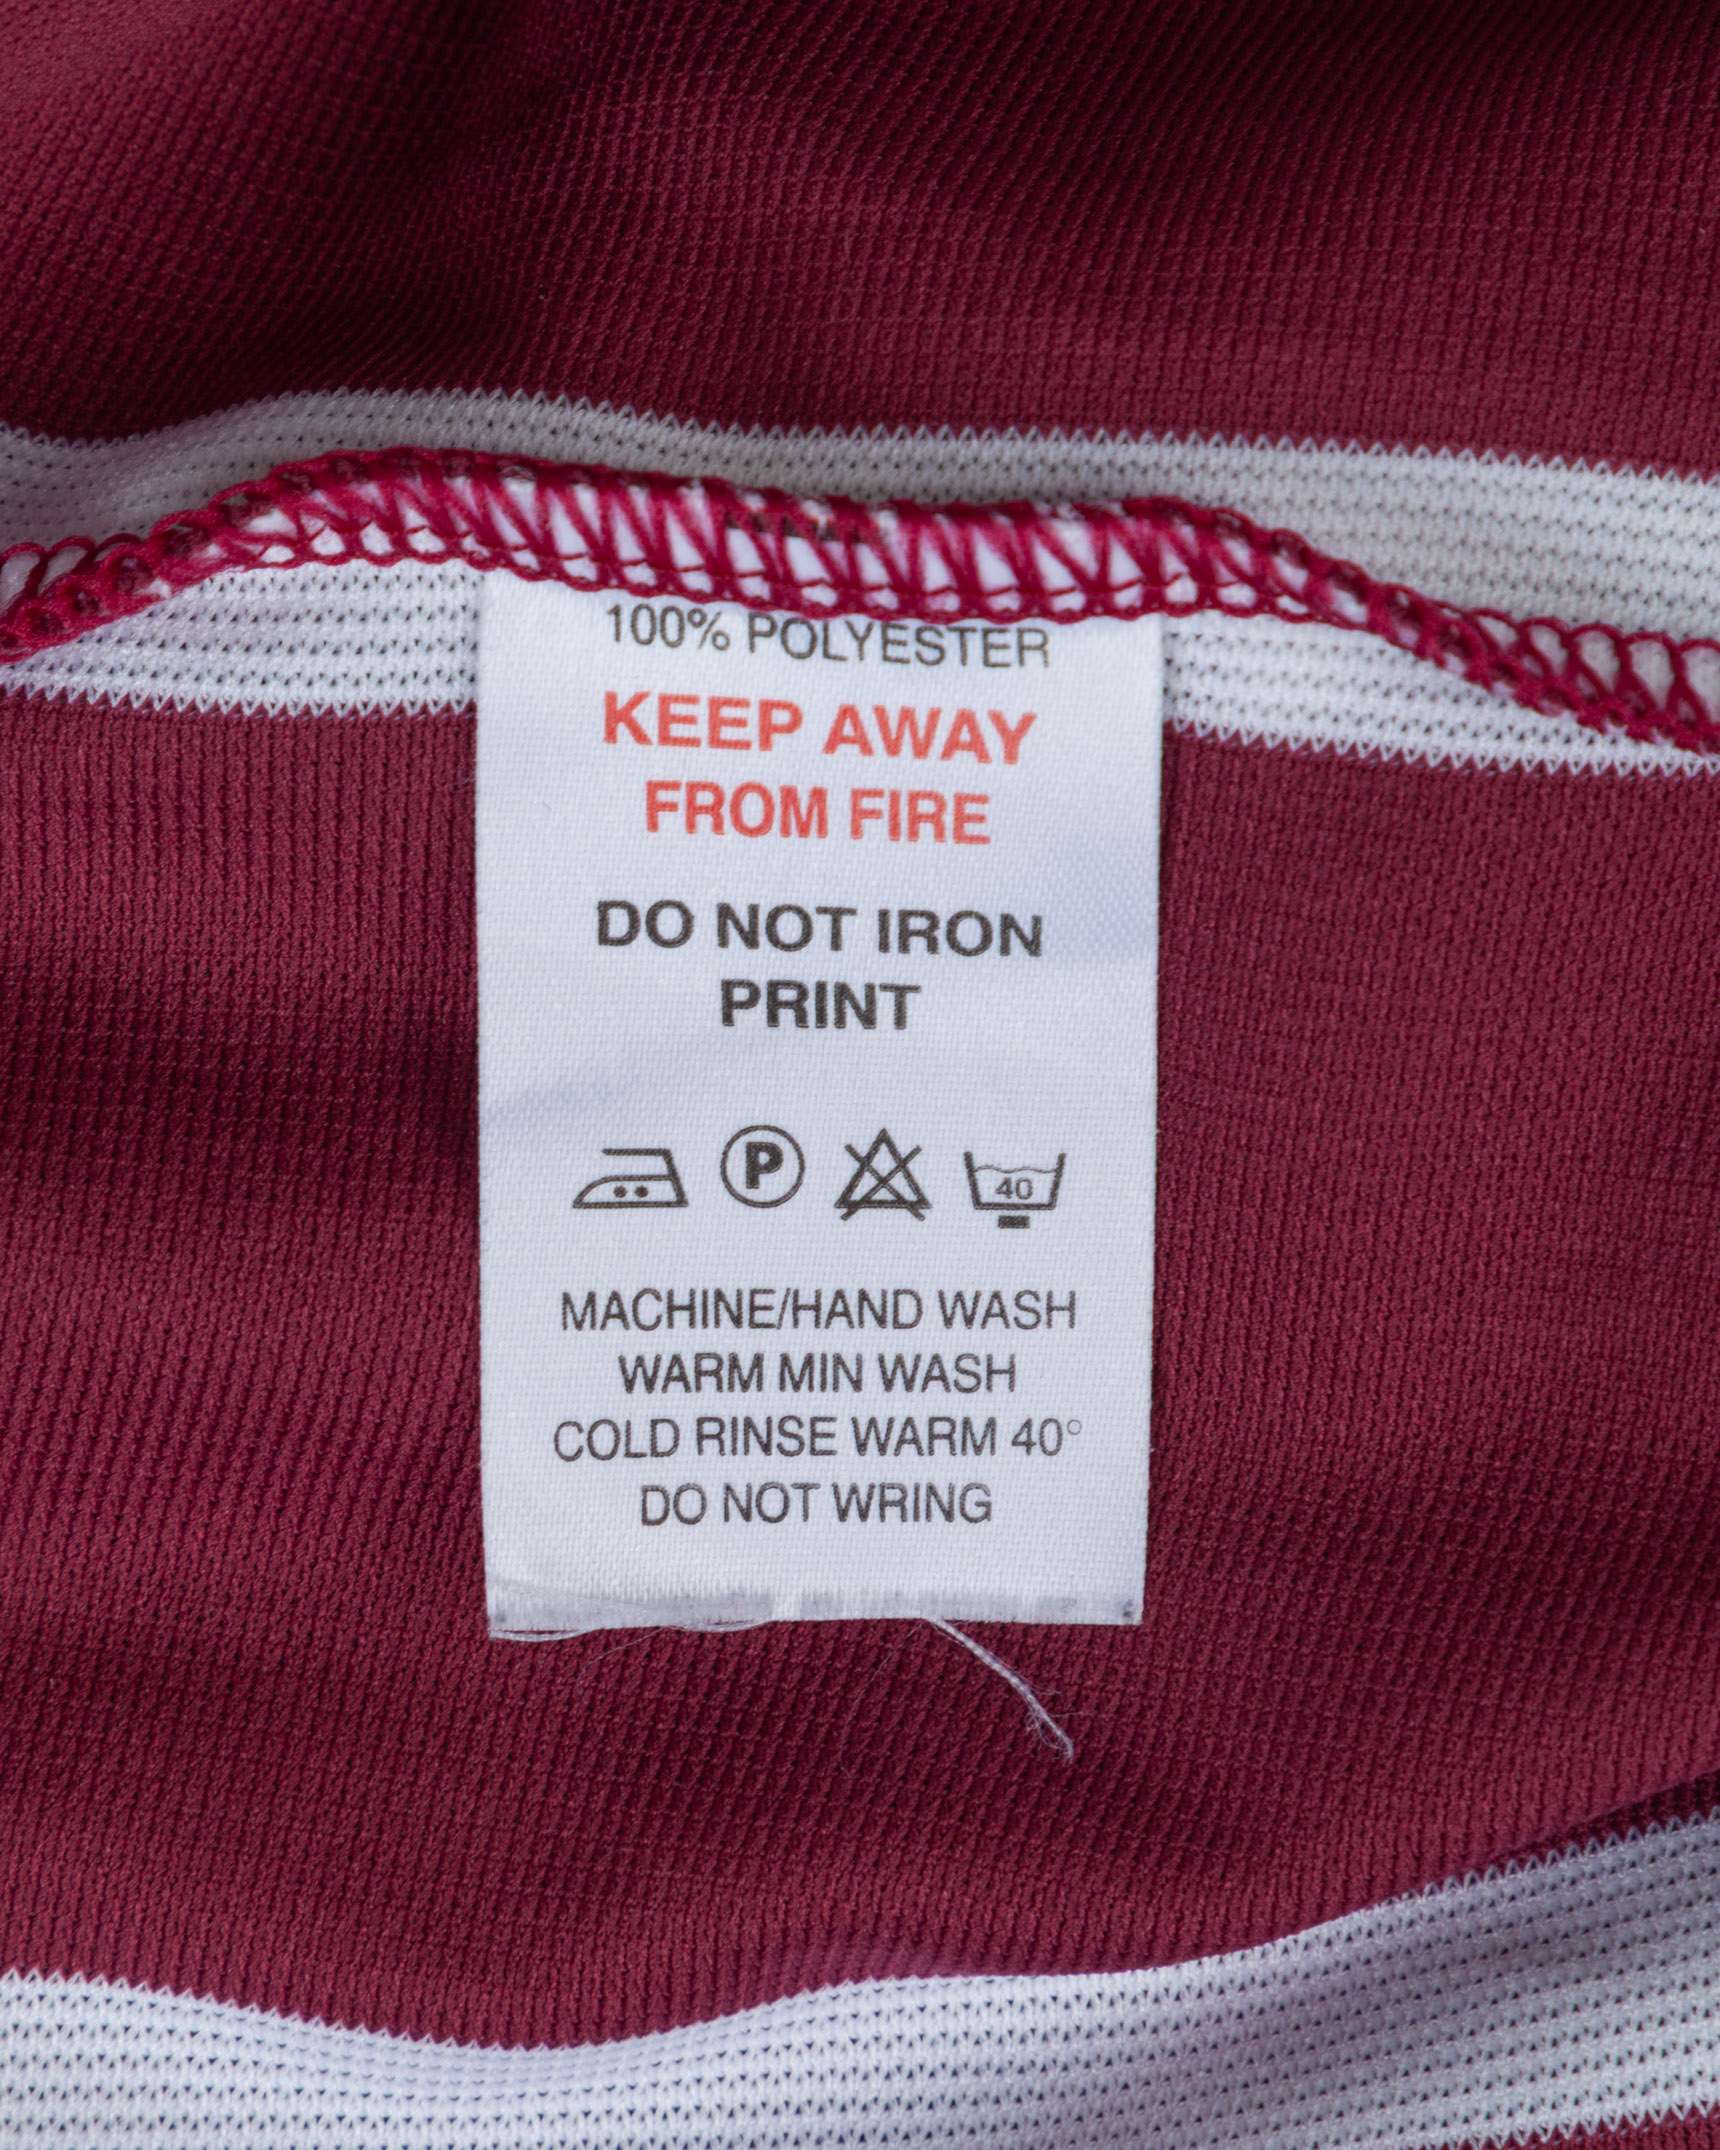 100% POLYESTER
KEEP AWAY
FROM FIRE
DO NOT IRON
PRINT
P 40
MACHINE/HAND WASH
WARM MIN WASH
COLD RINSE WARM 40°
DO NOT WRING